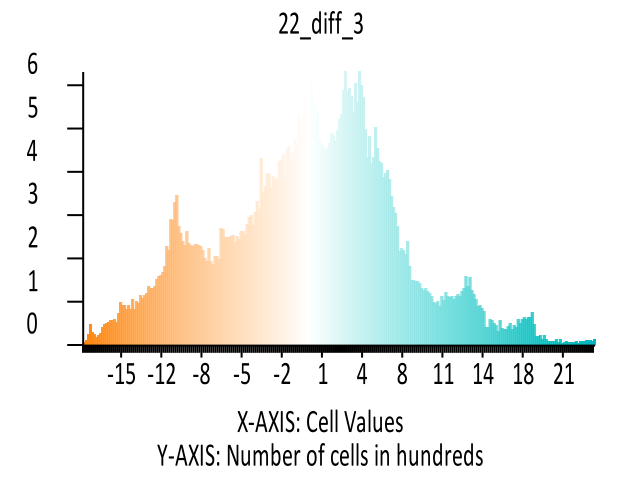 22_diff_3
6
5
4
3
2
1
0
-15 -12 -8 -5 -2 1 4 8 11 14 18 21
X-AXIS: Cell Values
Y-AXIS: Number of cells in hundreds